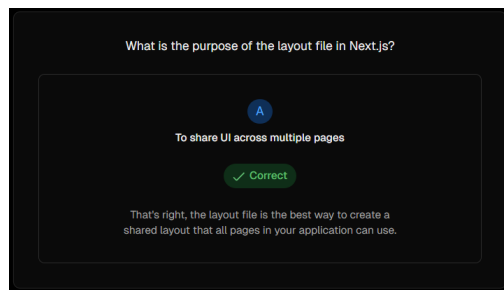 What is the purpose of the layout file in Next.js?
A
To share UI across multiple pages
Correct
That's right, the layout file is the best way to create a
shared layout that all pages in your application can use.